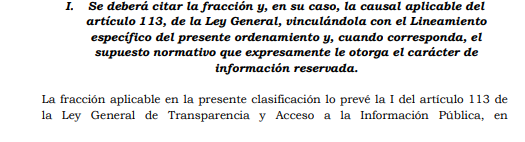 I. Se deberá citar la fracción y, en su caso, la causal aplicable del
artículo 113, de la Ley General, vinculándola con el Lineamiento
específico del presente ordenamiento y, cuando corresponda, el
supuesto normativo que expresamente le otorga el carácter de
información reservada.
La fracción aplicable en la presente clasificación lo prevé la I del artículo 113 de
la Ley General de Transparencia y Acceso a la Información Pública, en